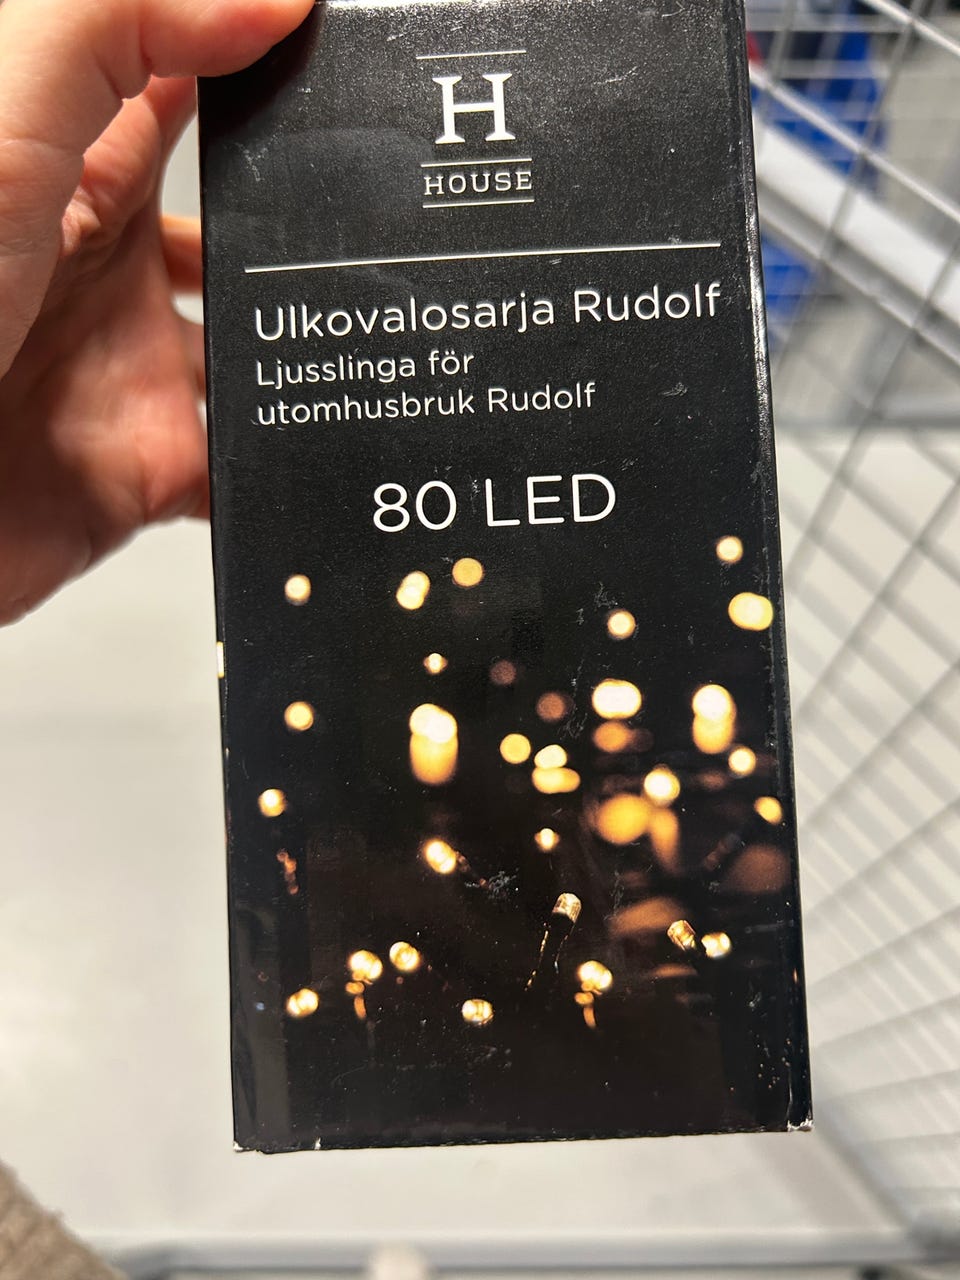 H
HOUSE
Ulkovalosarja Rudolf
Ljusslinga för
utomhusbruk Rudolf
80 LED